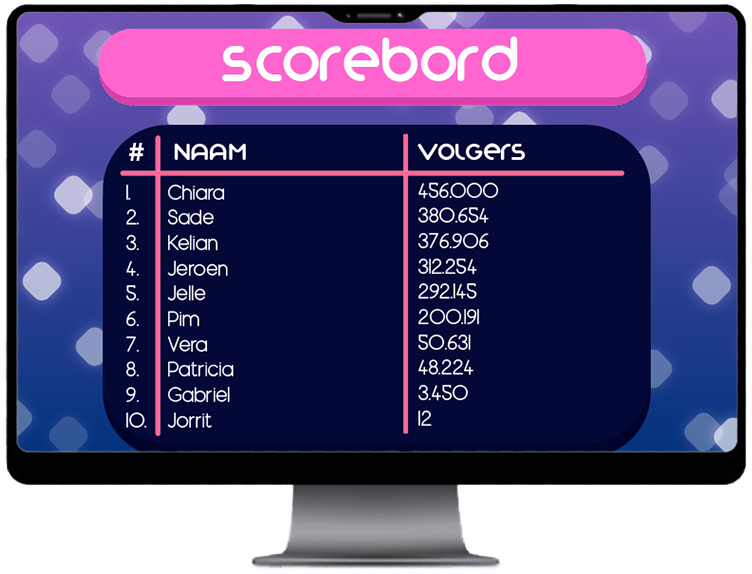 scorebord
# NAAM VOLGERS
1. Chiara 456.000
2. Sade 380.654
3. Kelian 376.906
4. Jeroen 312.254
5. Jelle 292.145
6. Pim 200.191
7. Vera 50.631
8. Patricia 48.224
9. Gabriel 3.450
10. Jorrit 12